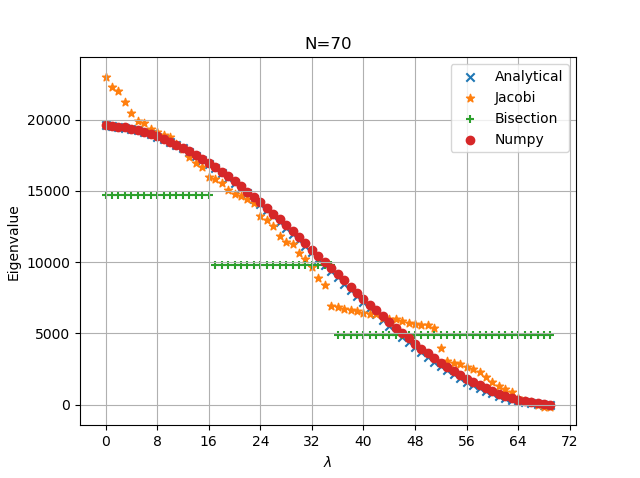 N=70
Analytical
Jacobi
Bisection
Numpy
Eigenvalue
20000
15000
10000
5000
0
0 8 16 24 32 40 48 56 64 72
λ